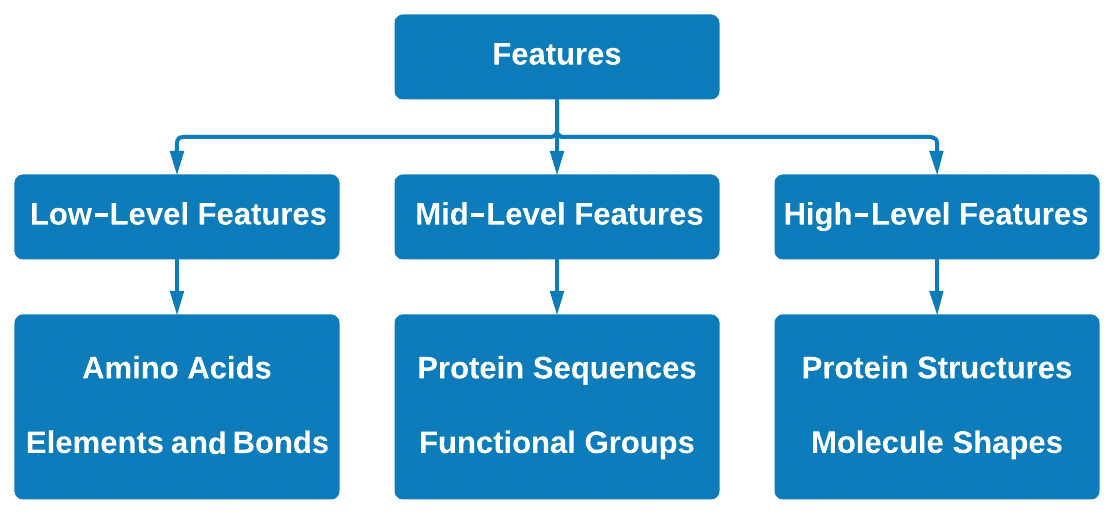 Features
Low-Level Features
Mid-Level Features
High-Level Features
Amino Acids
Elements and Bonds
Protein Sequences
Functional Groups
Protein Structures
Molecule Shapes